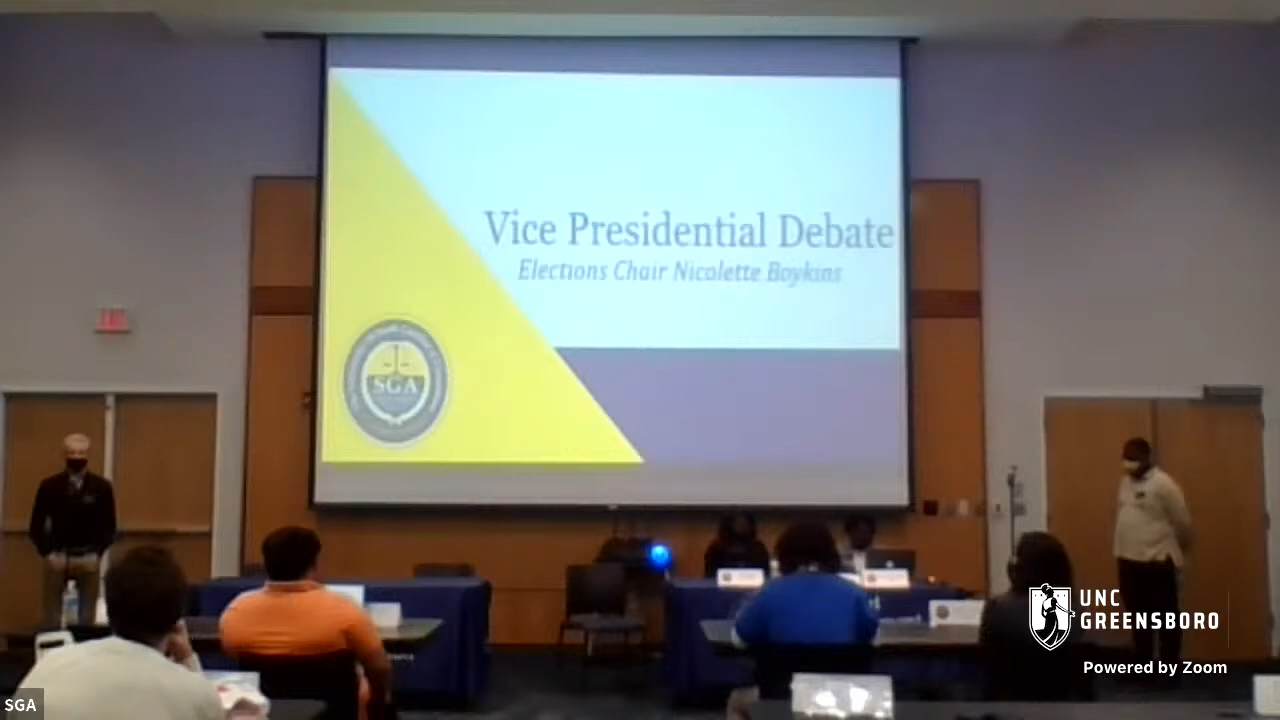 Vice Presidential Debate
Elections Chair Nicolette Boykins
SGA
UNC
GREENSBORO
Powered by Zoom
SGA